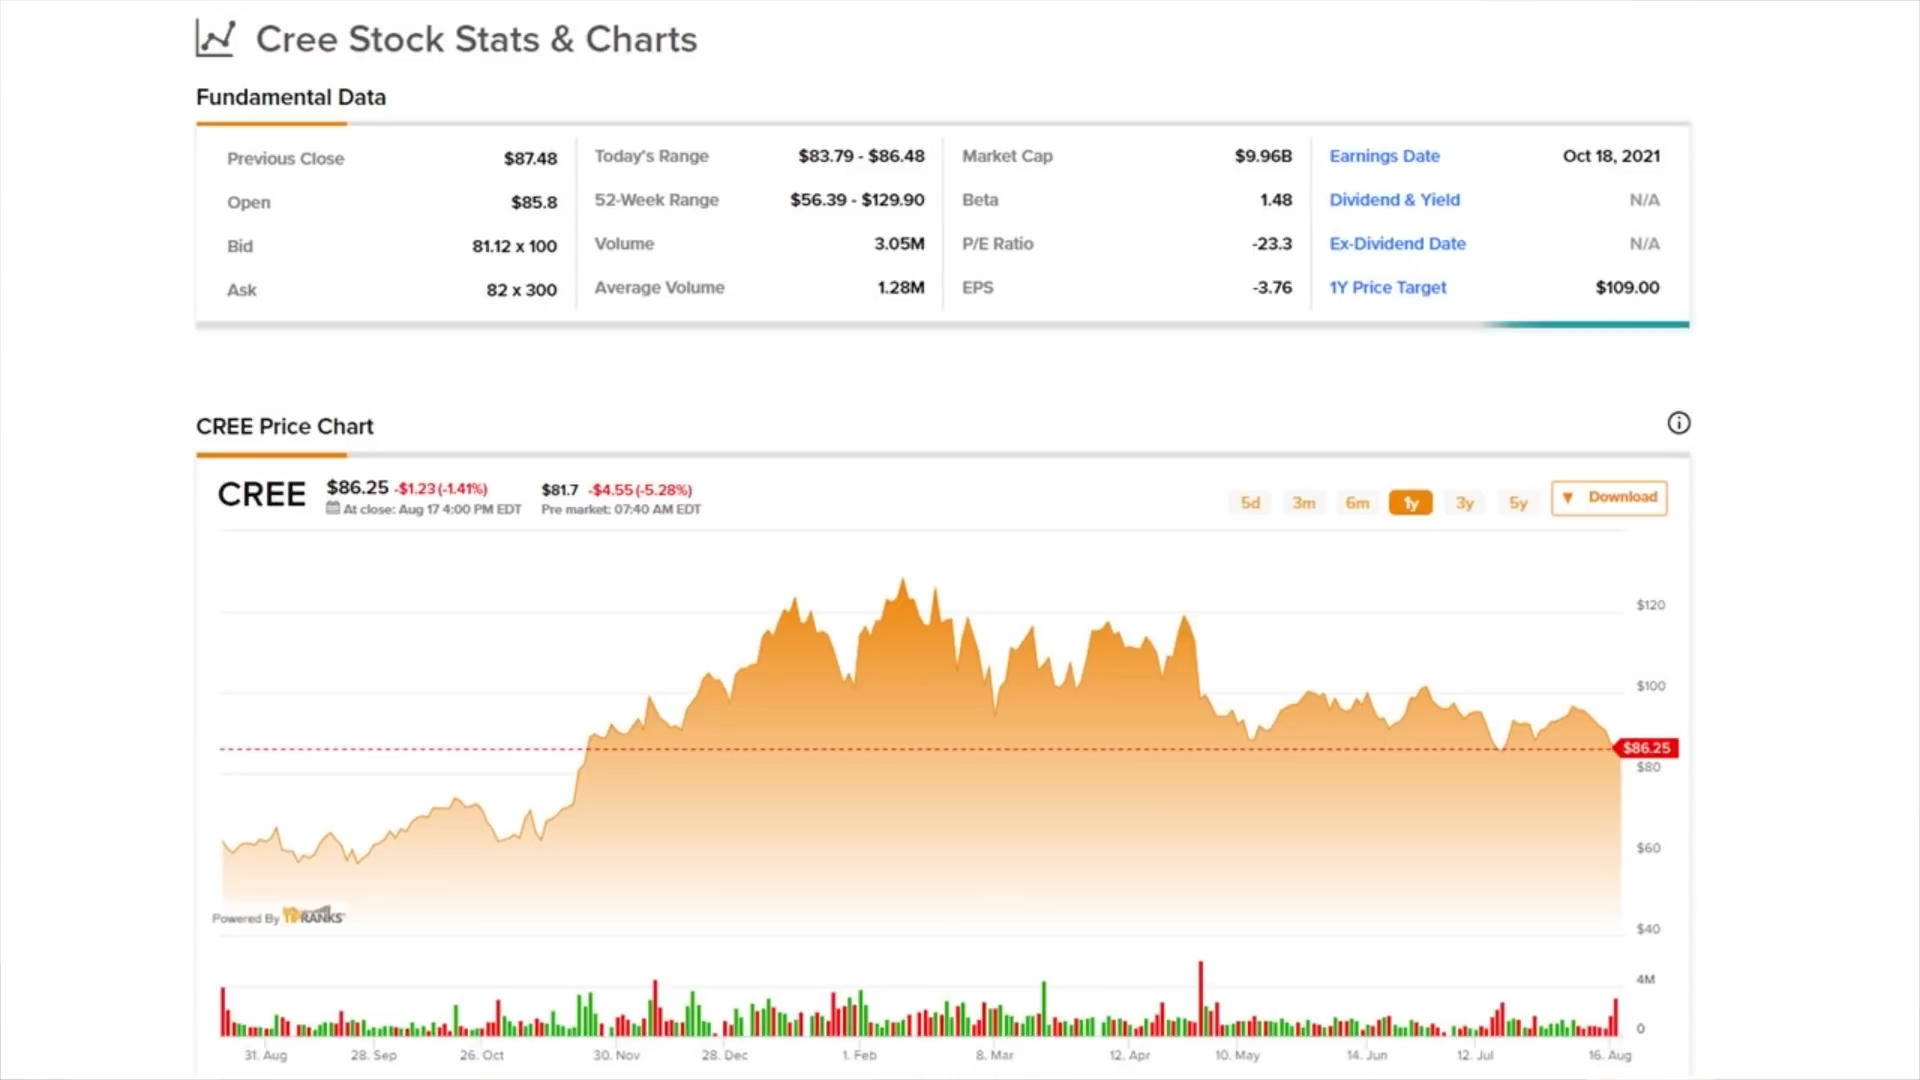 Cree Stock Stats & Charts
Fundamental Data
Previous Close $87.48
Open $85.8
Bid 81.12 x 100
Ask 82 x 300
Today's Range $83.79 - $86.48
52-Week Range $56.39 - $129.90
Volume 3.05M
Average Volume 1.28M
Market Cap $9.96B
Beta 1.48
P/E Ratio -23.3
EPS -3.76
Earnings Date Oct 18, 2021
Dividend & Yield N/A
Ex-Dividend Date N/A
1Y Price Target $109.00
CREE Price Chart
CREE $86.25 -$1.23(-1.41%) $81.7 -$4.55(-5.28%)
At close: Aug 17 4:00 PM EDT Pre market: 07:40 AM EDT
5d 3m 6m 1y 3y 5y Download
$120
$100
$86.25
$80
$60
$40
Powered By TIPRANKS
4M
0
31. Aug 28. Sep 26. Oct 30. Nov 28. Dec 1. Feb 8. Mar 12. Apr 10. May 14. Jun 12. Jul 16. Aug